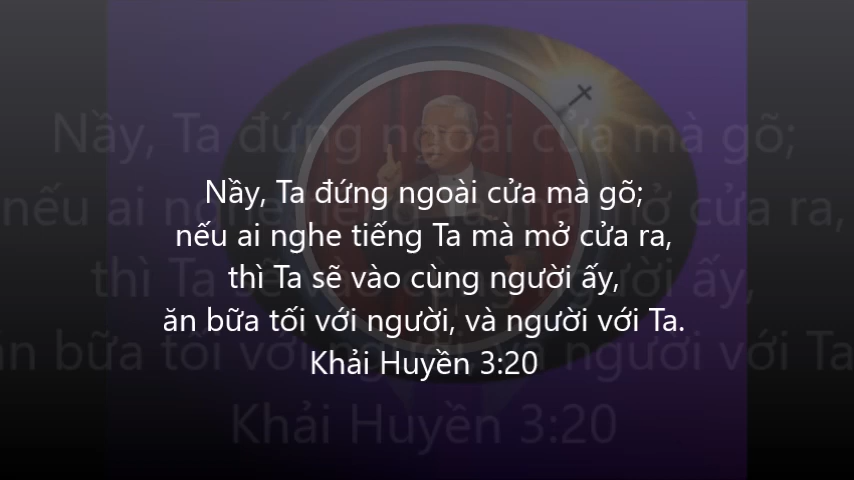 Nầy, Ta đứng ngoài cửa mà gõ;
nếu ai nghe tiếng Ta mà mở cửa ra,
thì Ta sẽ vào cùng người ấy,
ăn bữa tối với người, và người với Ta.
Khải Huyền 3:20